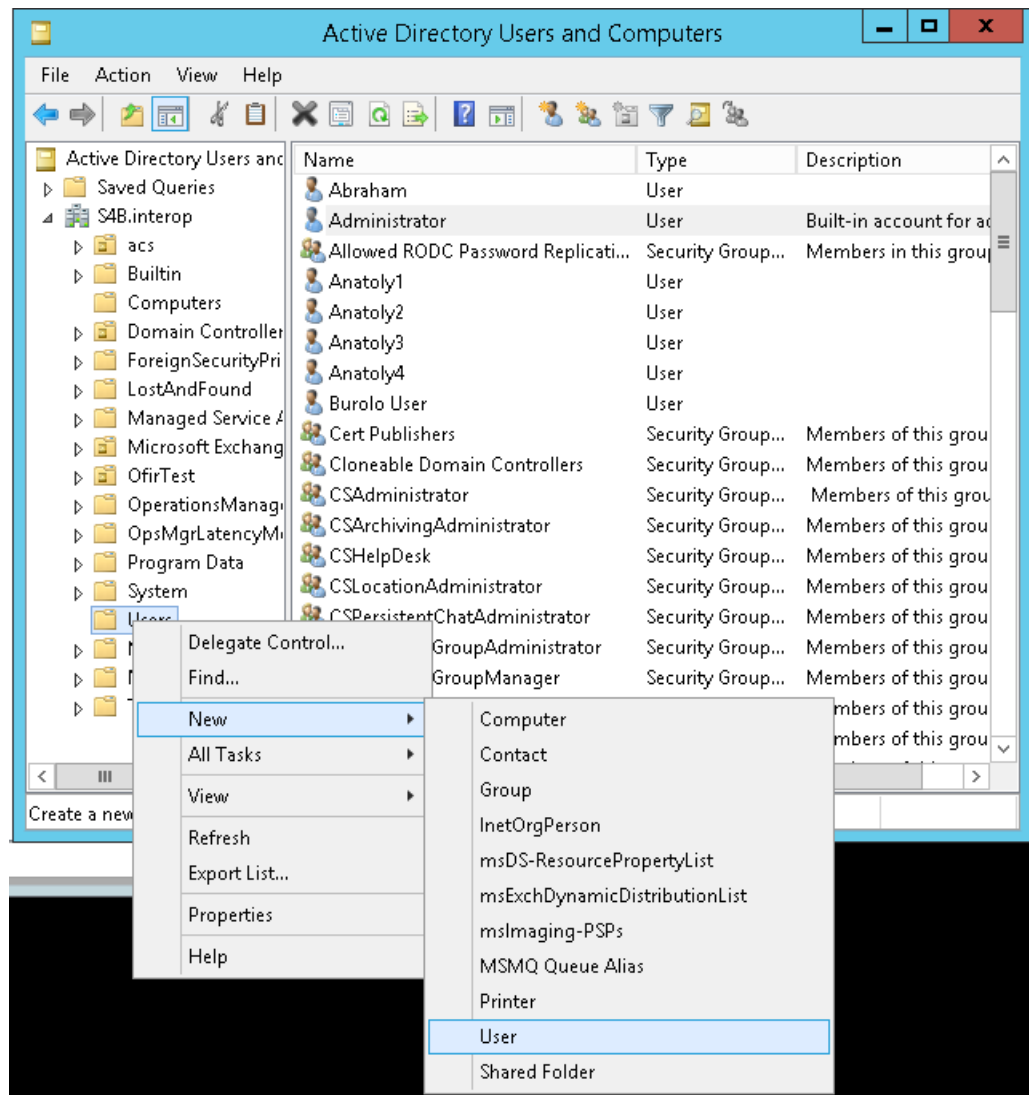 Active Directory Users and Computers
File Action View Help
Active Directory Users and
Saved Queries
S4B.interop
acs
Builtin
Computers
Domain Controller
ForeignSecurityPri
LostAndFound
Managed Service A
Microsoft Exchang
OfirTest
OperationsManag
OpsMgrLatencyM
Program Data
System
Users
Name Type Description
Abraham User
Administrator User Built-in account for ad
Allowed RODC Password Replicati... Security Group... Members in this group
Anatoly1 User
Anatoly2 User
Anatoly3 User
Anatoly4 User
Burolo User User
Cert Publishers Security Group... Members of this grou
Cloneable Domain Controllers Security Group... Members of this grou
CSAdministrator Security Group... Members of this grou
CSArchivingAdministrator Security Group... Members of this grou
CSHelpDesk Security Group... Members of this grou
CSLocationAdministrator Security Group... Members of this grou
CSPersistentChatAdministrator Security Group... Members of this grou
GroupAdministrator Security Group... Members of this grou
GroupManager Security Group... Members of this grou
mbers of this grou
mbers of this grou
Create a new
Delegate Control...
Find...
New
All Tasks
View
Refresh
Export List...
Properties
Help
Computer
Contact
Group
InetOrgPerson
msDS-ResourcePropertyList
msExchDynamicDistributionList
msImaging-PSPs
MSMQ Queue Alias
Printer
User
Shared Folder